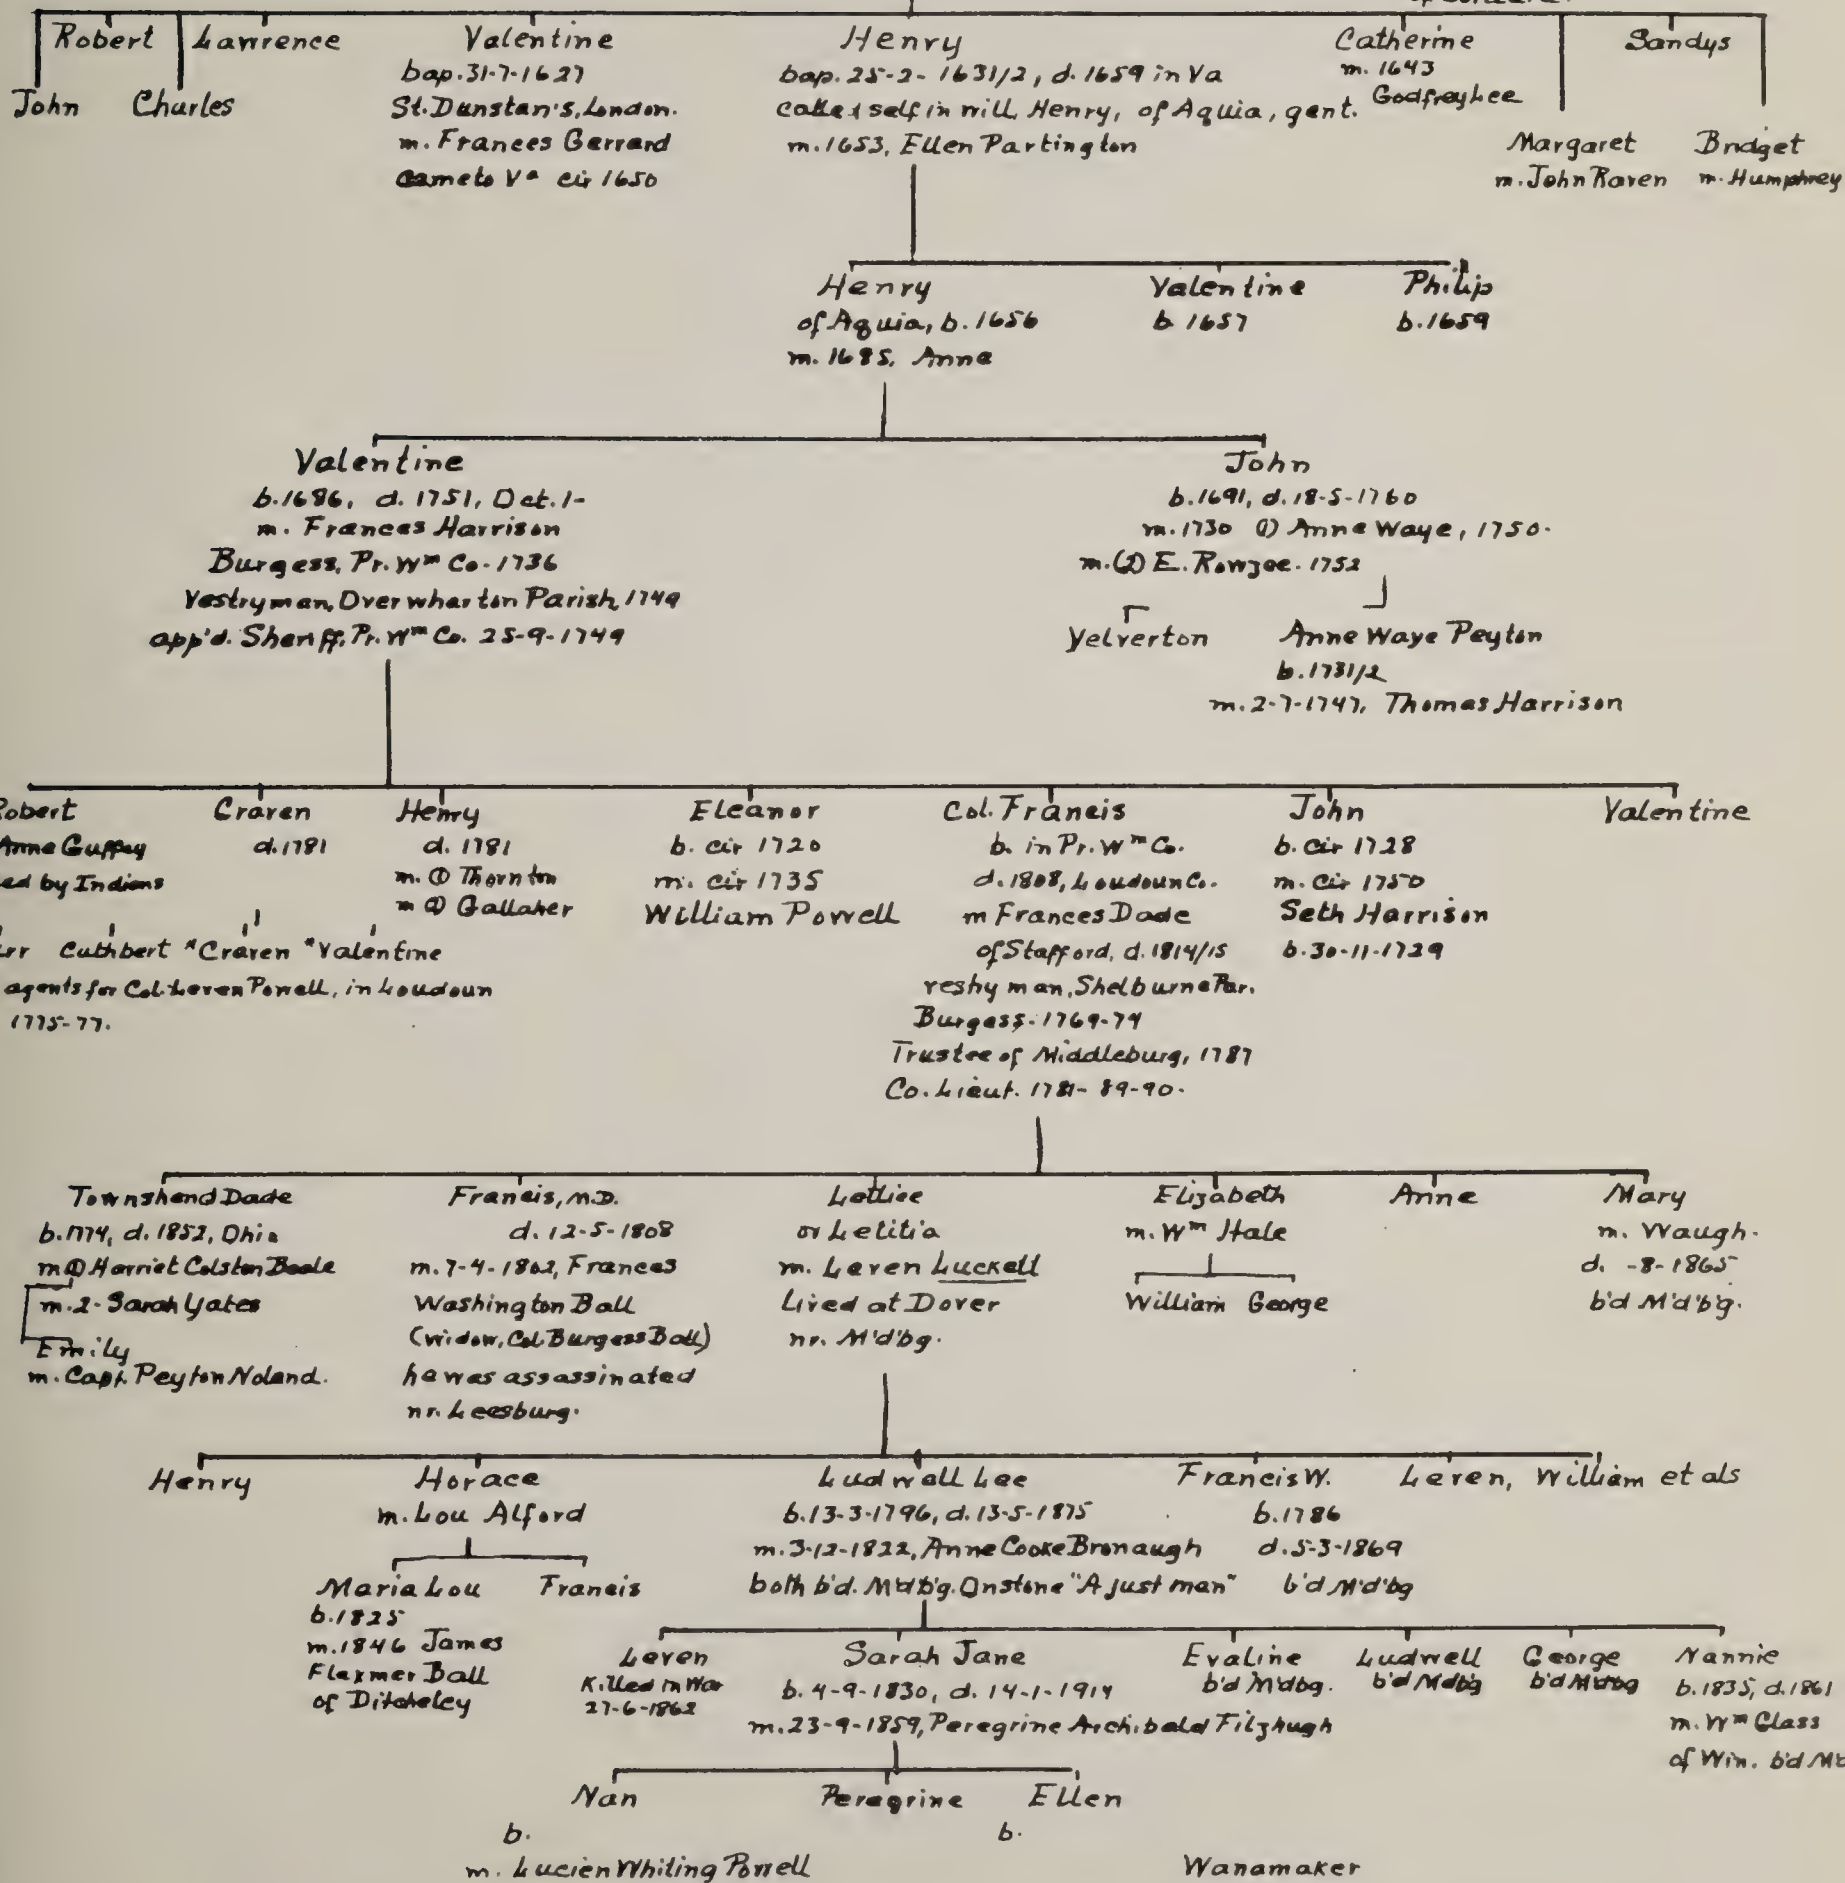 Robert Lawrence Valentine Henry Catherine Sandys
John Charles
bap. 31-7-1627
St. Dunstan's, London.
m. Frances Gerrard
came to Va cir 1650
bap. 25-2-1631/2, d. 1659 in Va
called self in will, Henry, of Aquia, gent.
m. 1653, Ellen Partington
m. 1643
Godfrey Lee
Margaret
m. John Raven
Bridget
m. Humphrey
Henry
of Aquia, b. 1656
m. 1685, Anne
Valentine
b 1657
Philip
b. 1659
Valentine
b. 1686, d. 1751, Oct. 1-
m. Frances Harrison
Burgess, Pr. Wm Co. 1736
Vestryman, Overwharton Parish, 1749
app'd. Sheriff, Pr. Wm Co. 25-9-1749
John
b. 1691, d. 18-5-1760
m. 1730 (1) Anne Waye, 1750.
m. (2) E. Rowzee. 1752
Yelverton
Anne Waye Peyton
b. 1731/2
m. 2-7-1747, Thomas Harrison
Robert
Anne Guffey
ed by Indians
Craven
d. 1781
Henry
d. 1781
m. (1) Thornton
m Gallaher
Eleanor
b. cir 1720
m. cir 1735
William Powell
Col. Francis
b. in Pr. Wm Co.
d. 1808, Loudoun Co.
m Frances Dade
of Stafford, d. 1814/15
vestryman, Shelburne Par.
Burgess. 1769-74
Trustee of Middleburg, 1787
Co. Lieut. 1781-89-90.
John
b. cir 1728
m. cir 1750
Seth Harrison
b. 30-11-1729
Valentine
rr Cuthbert "Craven "Valentine
agents for Col. Leven Powell, in Loudoun
1775-77.
Townshend Dade
b. 1774, d. 1852, Ohio
m (1) Harriet Colston
m. 2- Sarah Yates
Emily
m. Capt. Peyton Noland.
Francis, M.D.
d. 12-5-1808
m. 7-4-1802, Frances
Washington Ball
(widow, Col. Burgess Ball)
he was assassinated
nr. Leesburg.
Lettice
or Letitia
m. Leven Luckell
Lived at Dover
nr. M'd'bg.
Elizabeth
m. Wm Hale
William George
Anne
Mary
m. Waugh.
d. -8-1865
b'd M'd'b'g.
Henry
Horace
m. Lou Alford
Maria Lou
b. 1825
m. 1846 James
Flexmer Ball
of Ditcheley
Francis
Ludwell Lee
b. 13-3-1796, d. 13-5-1875
m. 3-12-1822, Anne Cooke Bronaugh
both b'd. M'd'b'g. On stone "A just man"
Francis W.
b. 1786
d. 5-3-1869
b'd M'd'bg
Leven, William et als
Leven
Killed in War
27-6-1862
Sarah Jane
b. 4-9-1830, d. 14-1-1914
m. 23-9-1859, Peregrine Archibald Fitzhugh
Evaline
b'd M'dbg.
Ludwell
b'd Mdb'g
George
b'd M'dbg
Nannie
b. 1835, d. 1861
m. Wm Glass
of Win. b'd M'd
Nan
b.
m. Lucien Whiting Powell
Peregrine
Ellen
b.
Wanamaker